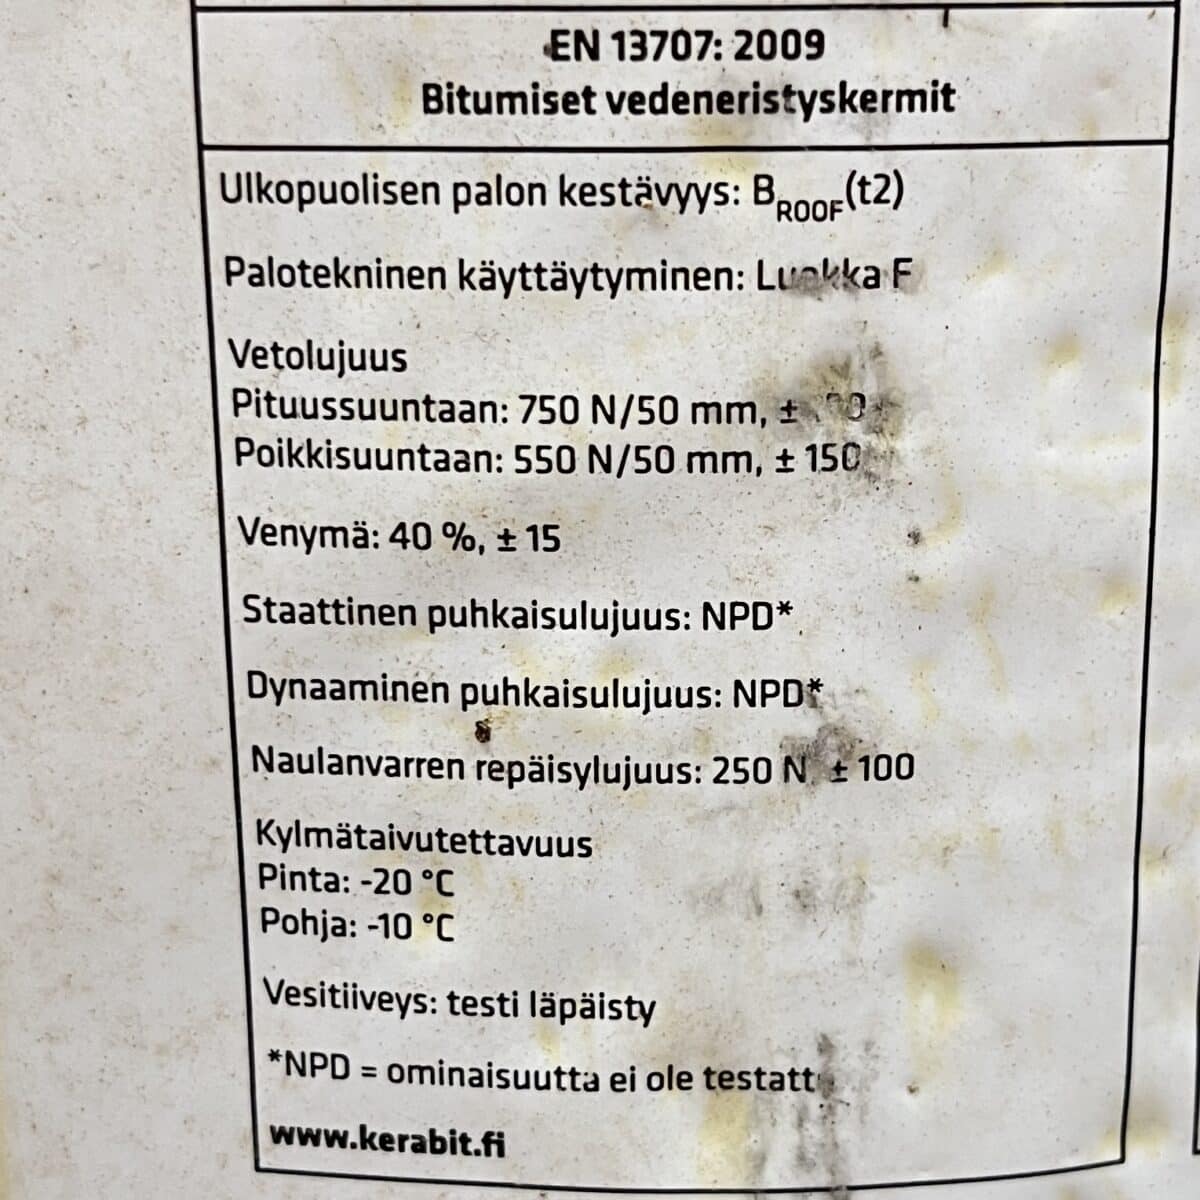 EN 13707: 2009
Bitumiset vedeneristyskermit
Ulkopuolisen palon kestävyys: BROOF(t2)
Palotekninen käyttäytyminen: Luokka F
Vetolujuus
Pituussuuntaan: 750 N/50 mm, ±
Poikkisuuntaan: 550 N/50 mm, ± 150
Venymä: 40 %, ± 15
Staattinen puhkaisulujuus: NPD*
Dynaaminen puhkaisulujuus: NPD*
Naulanvarren repäisylujuus: 250 N, ± 100
Kylmätaivutettavuus
Pinta: -20 °C
Pohja: -10 °C
Vesitiiveys: testi läpäisty
*NPD = ominaisuutta ei ole testattu
www.kerabit.fi